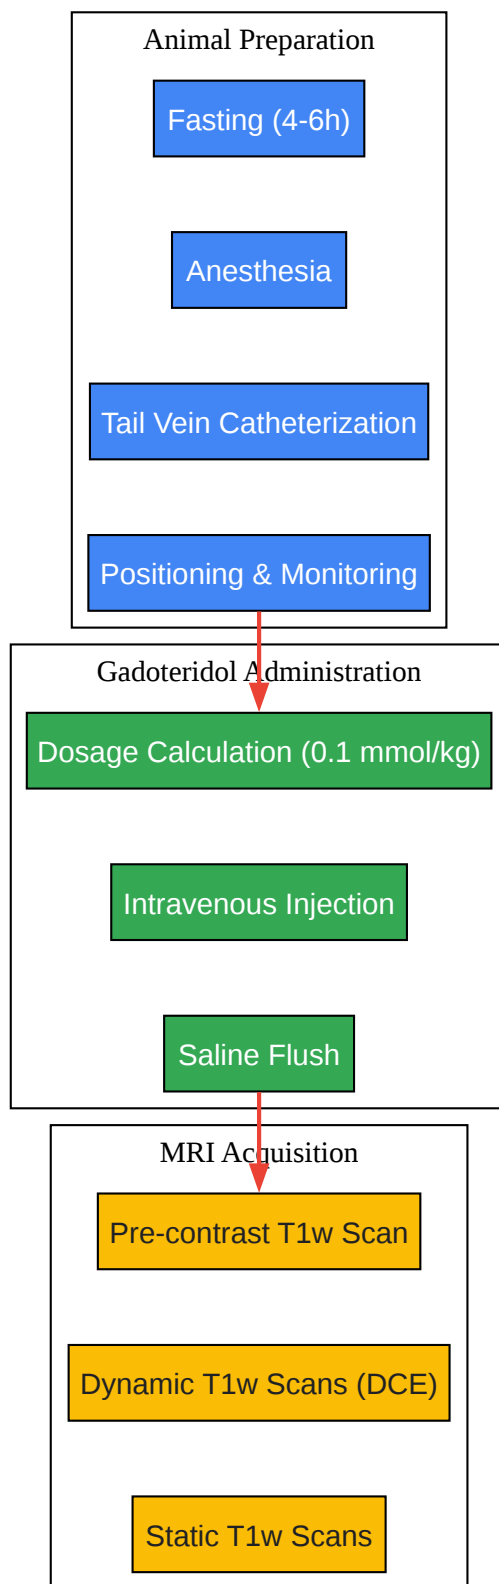 Animal Preparation
Fasting (4-6h)
Anesthesia
Tail Vein Catheterization
Positioning & Monitoring
Gadoteridol Administration
Dosage Calculation (0.1 mmol/kg)
Intravenous Injection
Saline Flush
MRI Acquisition
Pre-contrast T1w Scan
Dynamic T1w Scans (DCE)
Static T1w Scans